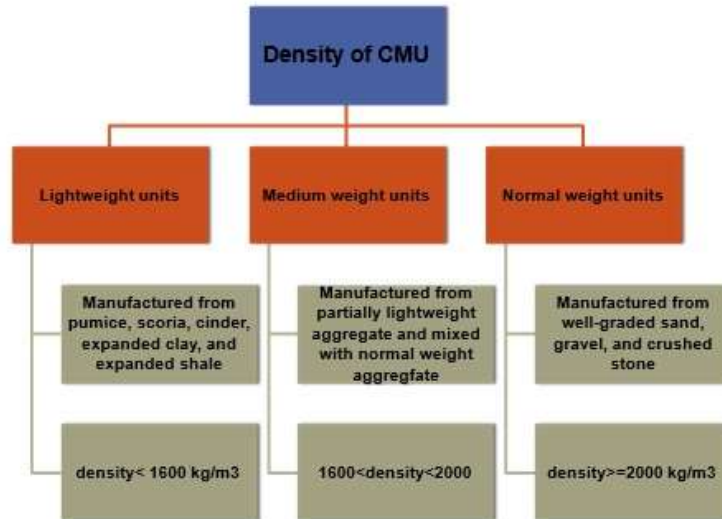 Density of CMU
Lightweight units
Medium weight units
Normal weight units
Manufactured from
pumice, scoria, cinder,
expanded clay, and
expanded shale
Manufactured from
partially lightweight
aggregate and mixed
with normal weight
aggregfate
Manufactured from
well-graded sand,
gravel, and crushed
stone
density< 1600 kg/m3
1600<density<2000
density>=2000 kg/m3